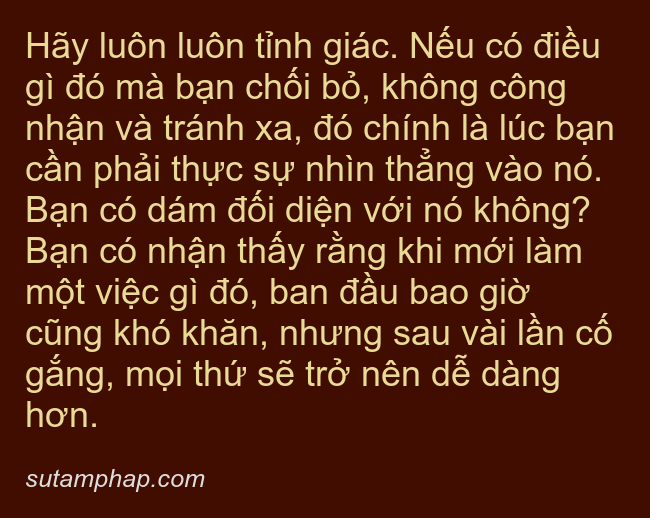 Hãy luôn luôn tỉnh giác. Nếu có điều
gì đó mà bạn chối bỏ, không công
nhận và tránh xa, đó chính là lúc bạn
cần phải thực sự nhìn thẳng vào nó.
Bạn có dám đối diện với nó không?
Bạn có nhận thấy rằng khi mới làm
một việc gì đó, ban đầu bao giờ
cũng khó khăn, nhưng sau vài lần cố
gắng, mọi thứ sẽ trở nên dễ dàng
hơn.
sutamphap.com